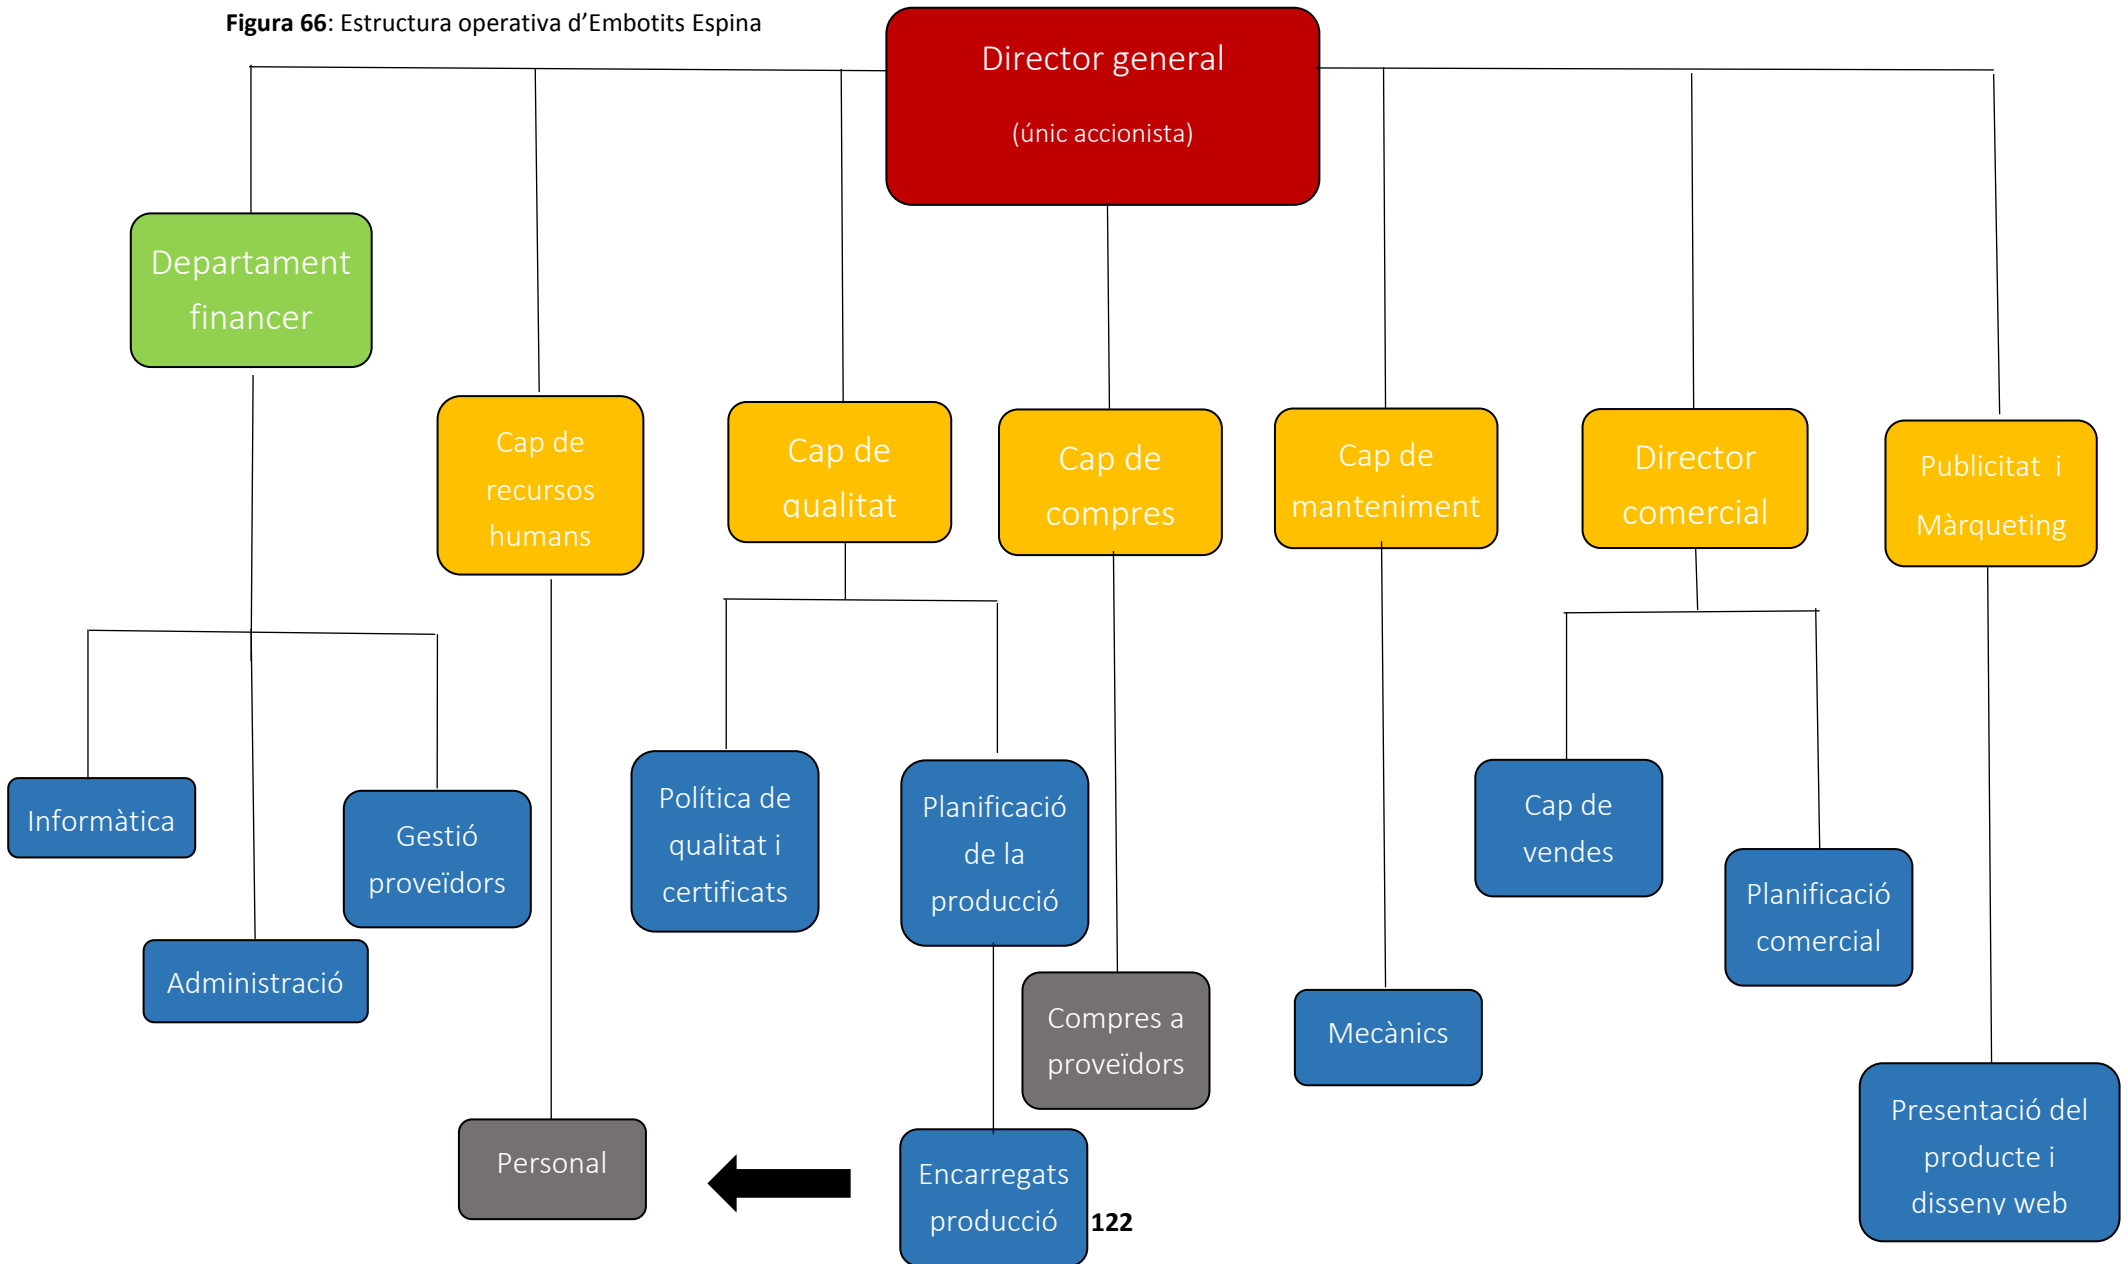 Figura 66: Estructura operativa d’Embotits Espina
Director general
(únic accionista)
Departament
financer
Cap de
recursos
humans
Cap de
qualitat
Cap de
compres
Cap de
manteniment
Director
comercial
Publicitat i
Màrqueting
Informàtica
Administració
Gestió
proveïdors
Política de
qualitat i
certificats
Planificació
de la
producció
Compres a
proveïdors
Mecànics
Cap de
vendes
Planificació
comercial
Personal
Encarregats
producció
Presentació del
producte i
disseny web
122